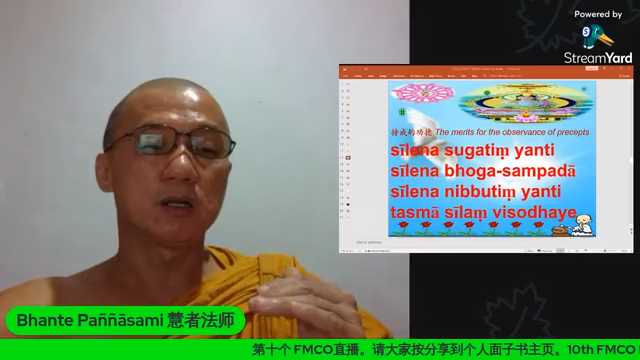 Powered by
StreamYard
持戒的功德 The merits for the observance of precepts
sīlena sugatiṃ yanti
sīlena bhoga-sampadā
sīlena nibbutiṃ yanti
tasmā sīlaṃ visodhaye
Bhante Paññāsami 慧者法师
第十个 FMCO直播。请大家按分享到个人面子书主页。10th FMCO